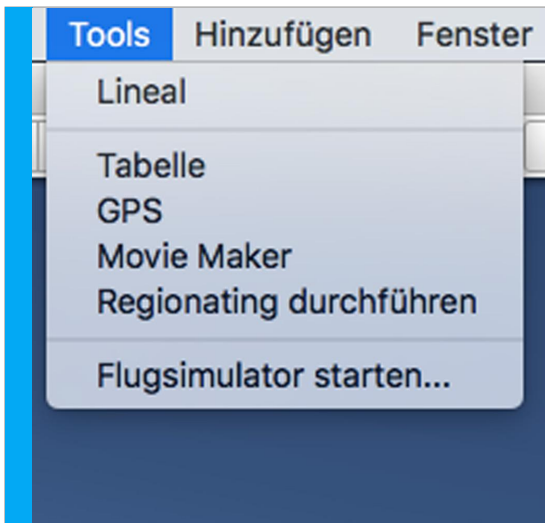 Tools Hinzufügen Fenster
Lineal
Tabelle
GPS
Movie Maker
Regionating durchführen
Flugsimulator starten...